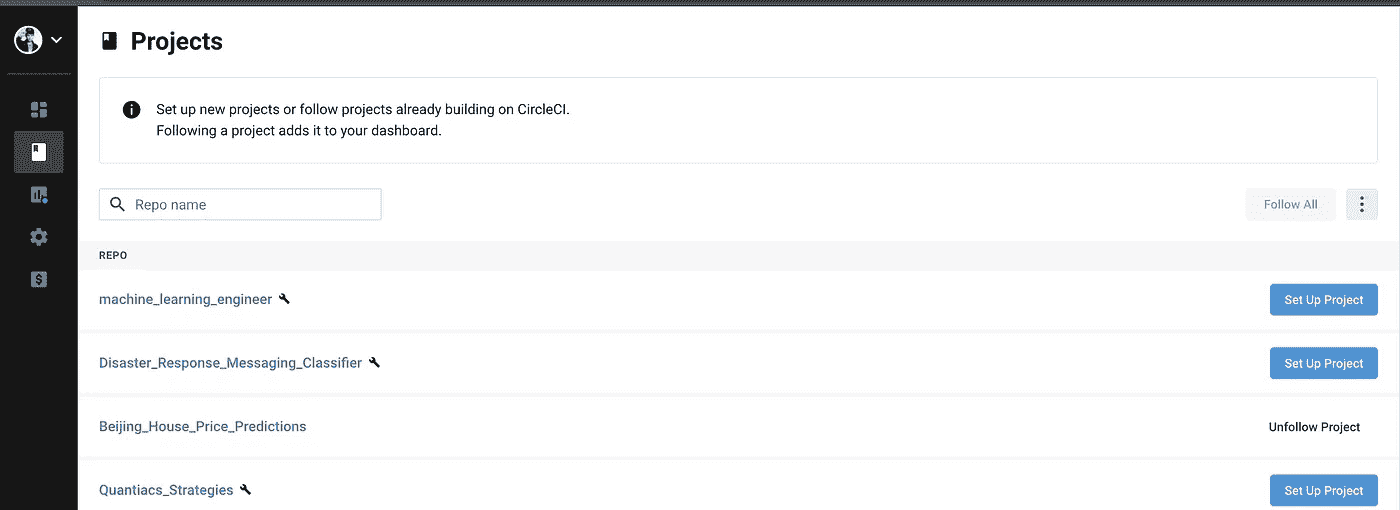 Projects
Set up new projects or follow projects already building on CircleCI.
Following a project adds it to your dashboard.
Repo name
Follow All
REPO
machine_learning_engineer
Set Up Project
Disaster_Response_Messaging_Classifier
Set Up Project
Beijing_House_Price_Predictions
Unfollow Project
Quantiacs_Strategies
Set Up Project